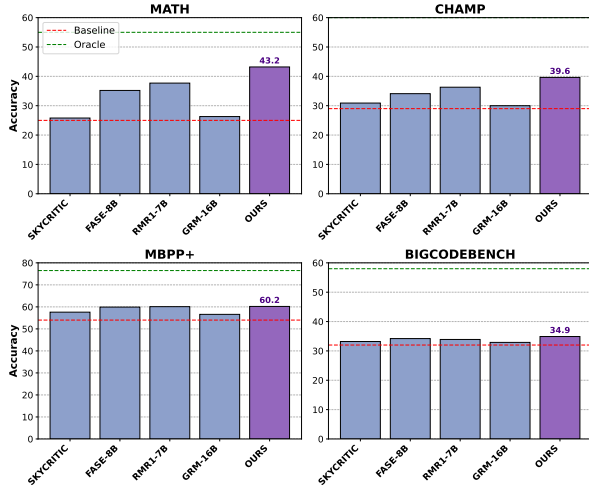 MATH
Accuracy
60
50
40
30
20
10
0
Baseline
Oracle
43.2
SKYCRITIC
FASE-8B
RMR1-7B
GRM-16B
OURS
CHAMP
60
50
40
30
20
10
0
39.6
SKYCRITIC
FASE-8B
RMR1-7B
GRM-16B
OURS
MBPP+
Accuracy
80
70
60
50
40
30
20
10
0
60.2
SKYCRITIC
FASE-8B
RMR1-7B
GRM-16B
OURS
BIGCODEBENCH
60
50
40
30
20
10
0
34.9
SKYCRITIC
FASE-8B
RMR1-7B
GRM-16B
OURS